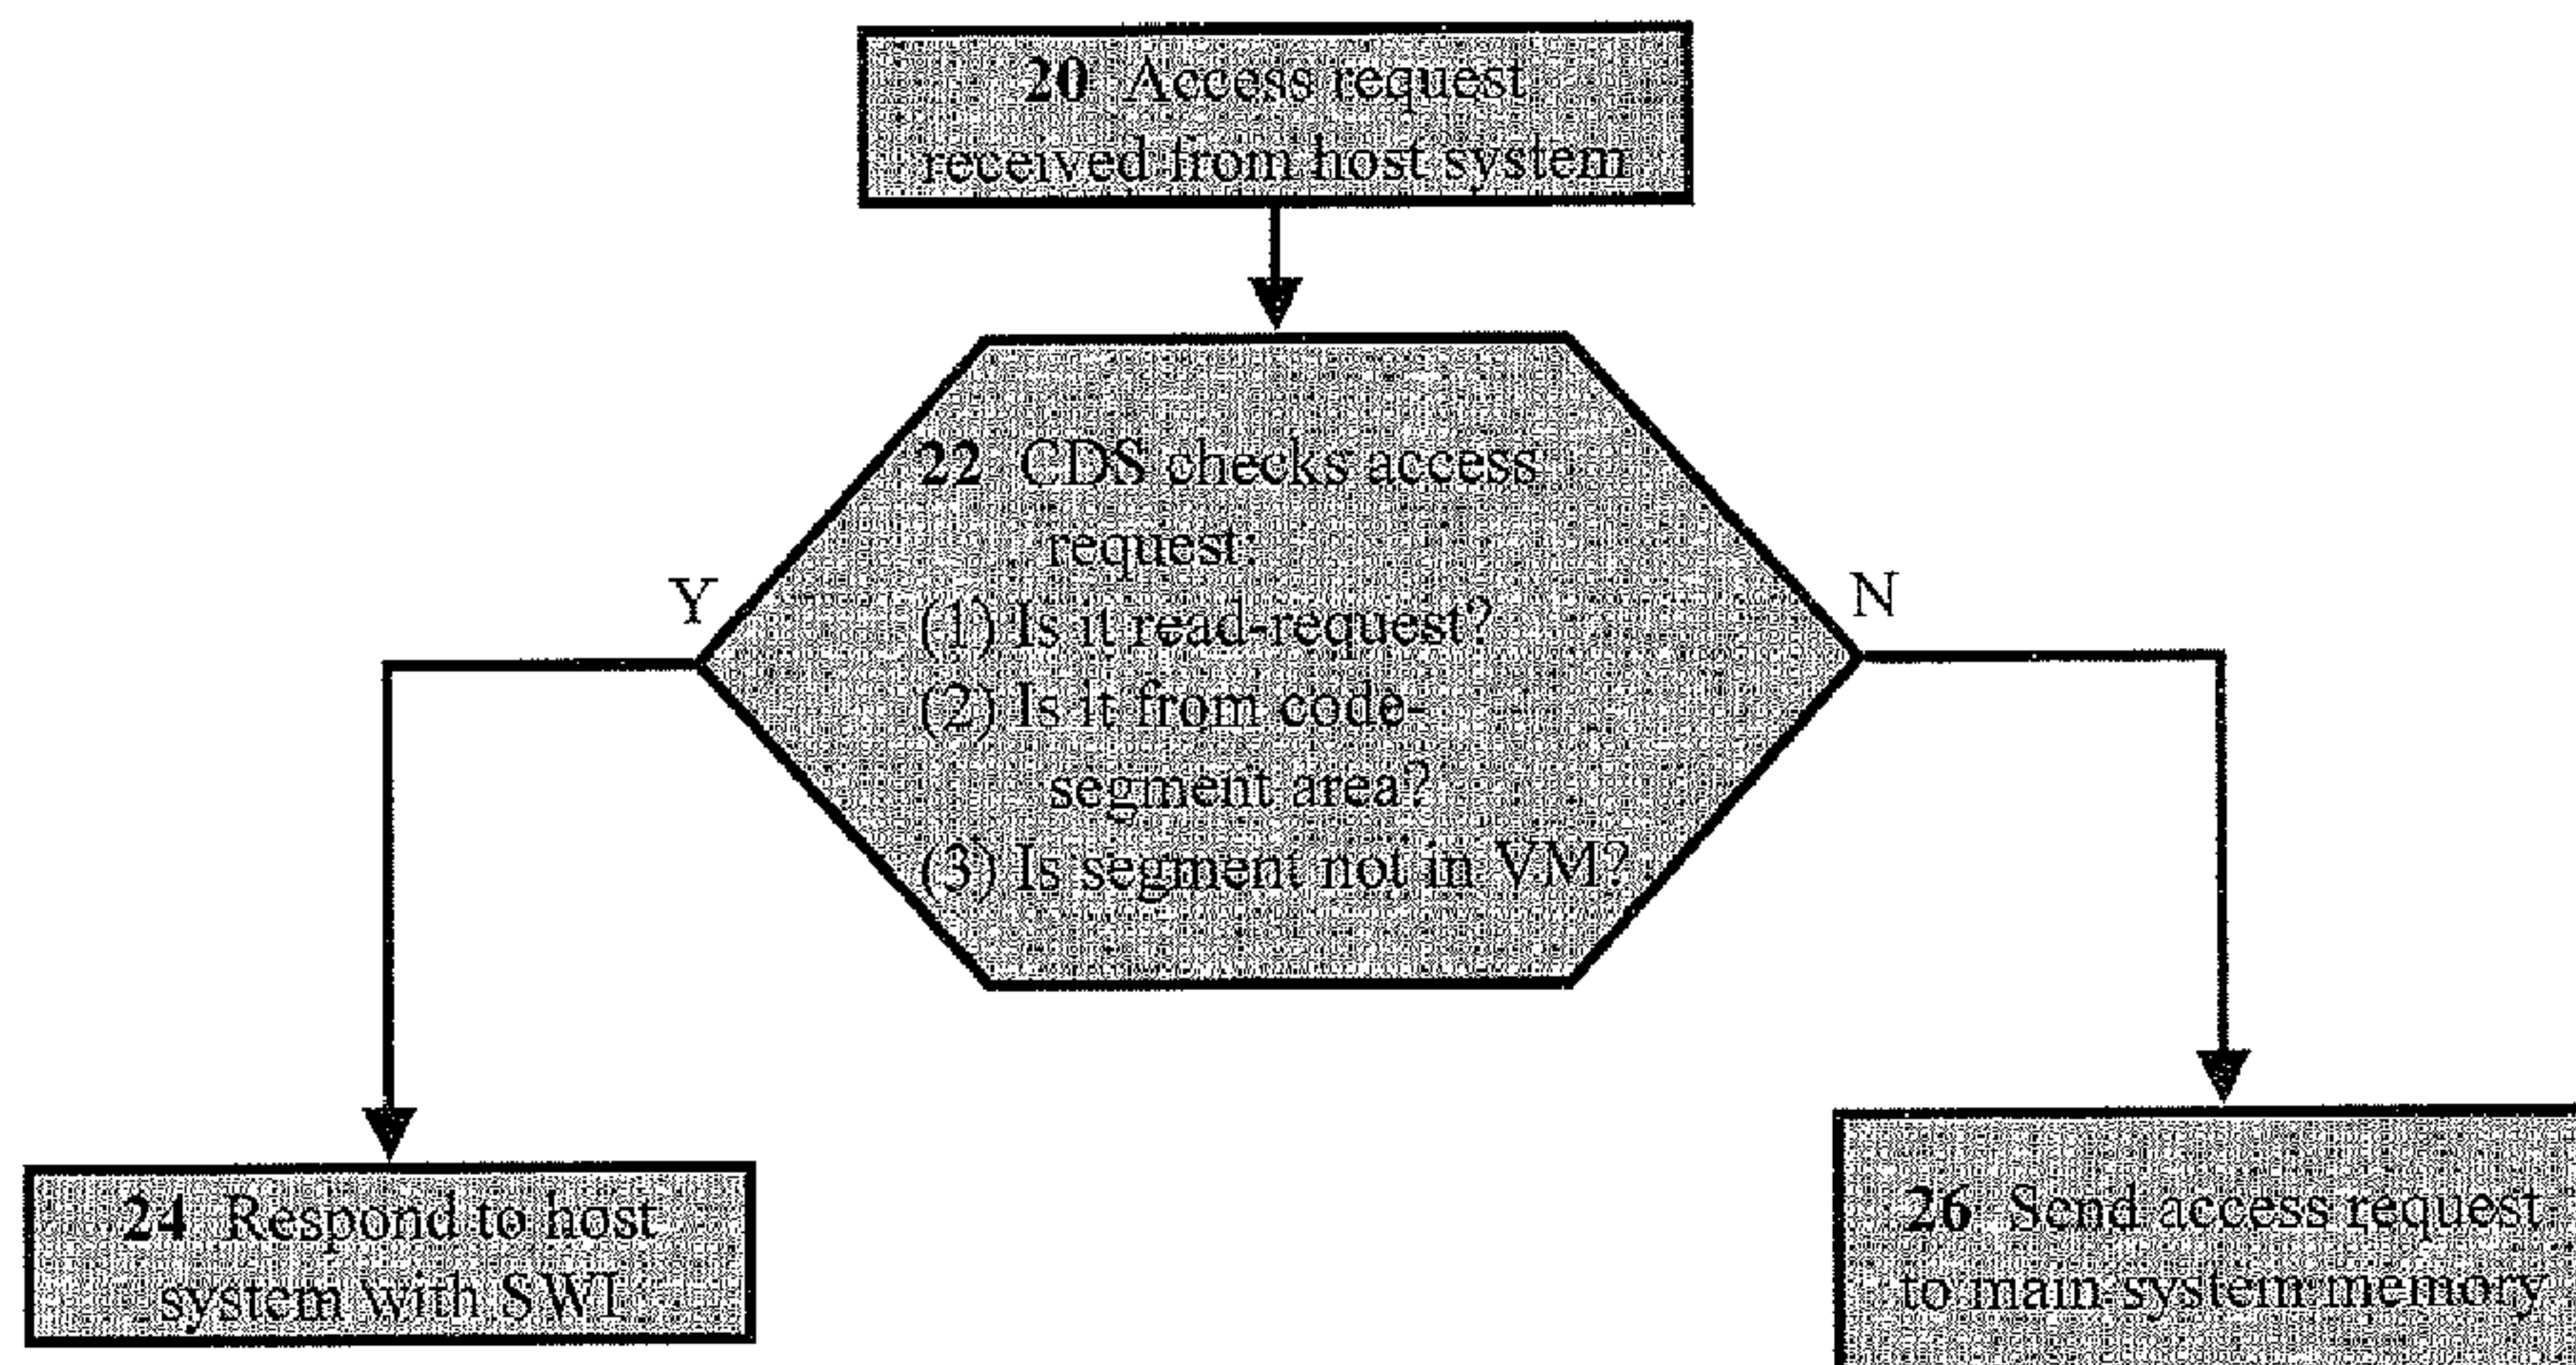 20 Access request
received from host system
22 CDS checks access
request:
(1) Is it read-request?
(2) Is it from code-
segment area?
(3) Is segment not in VM?
Y
N
24 Respond to host
system with SWI
26 Send access request
to main system memory